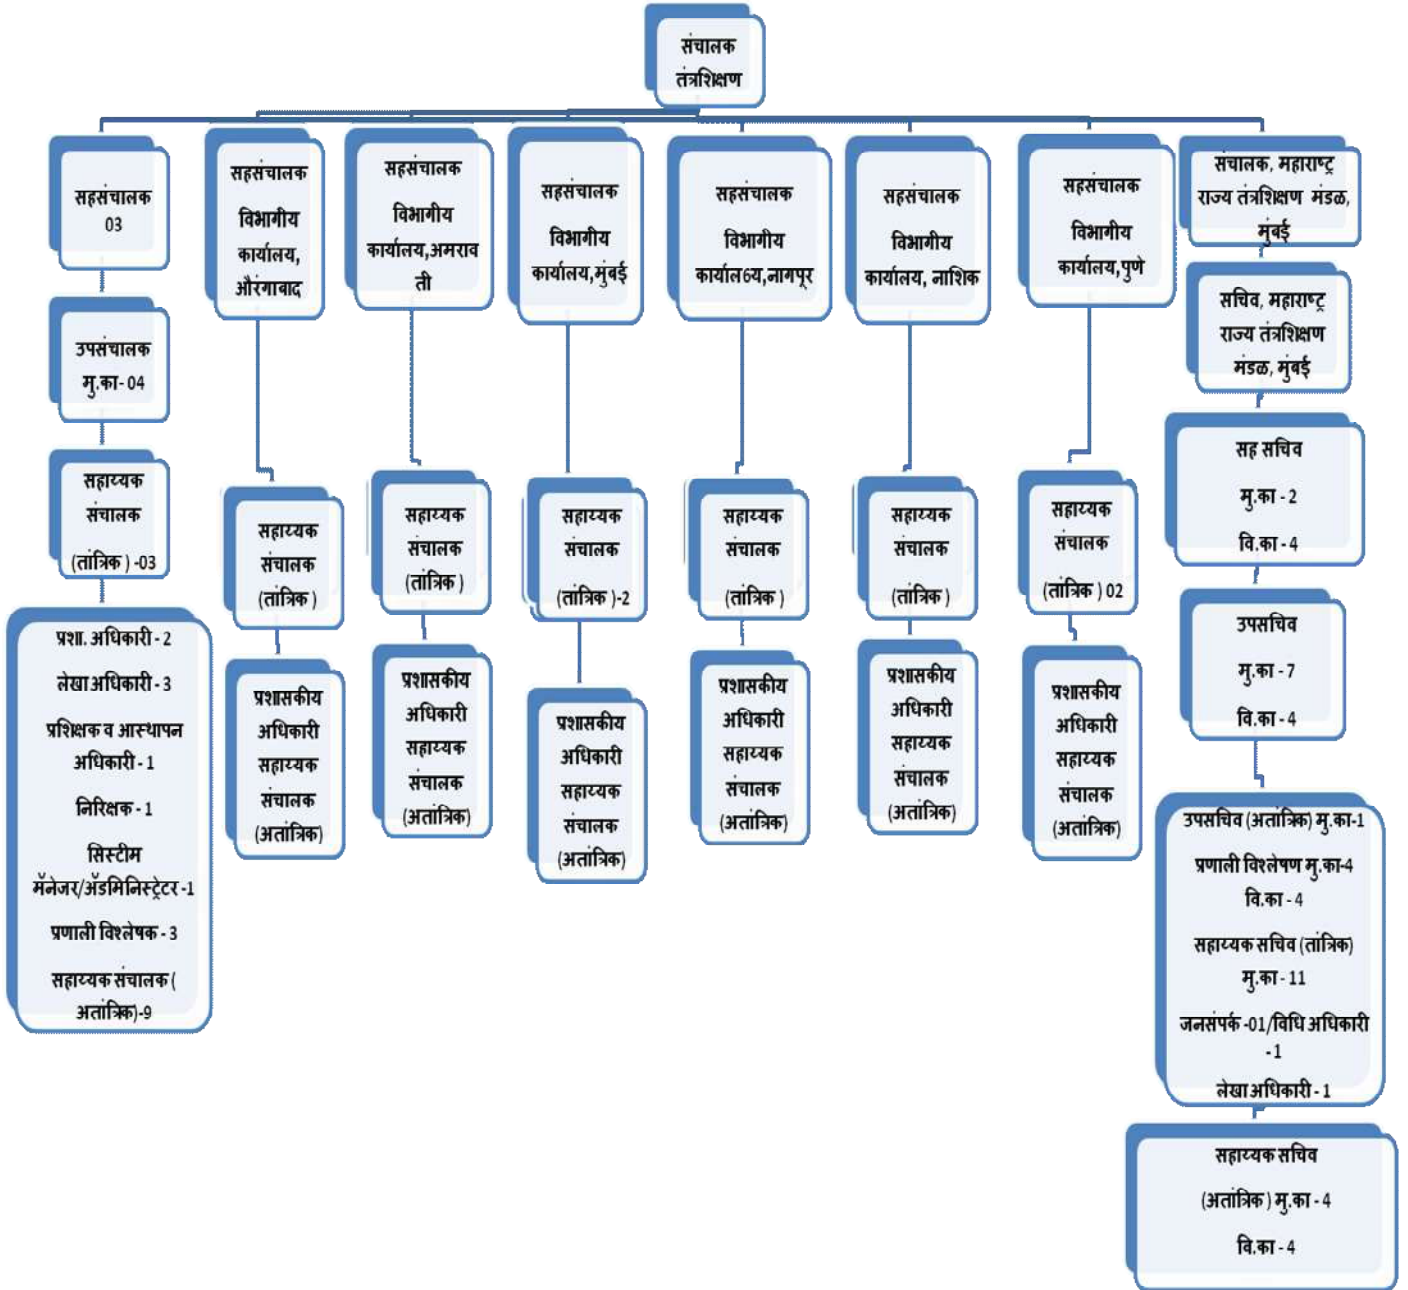 संचालक
तंत्रशिक्षण
सहसंचालक
03
उपसंचालक
मु.का- 04
सहाय्यक
संचालक
(तांत्रिक ) -03
प्रशा. अधिकारी - 2
लेखा अधिकारी - 3
प्रशिक्षक व आस्थापन
अधिकारी - 1
निरिक्षक - 1
सिस्टीम
मॅनेजर/ॲडमिनिस्ट्रेटर -1
प्रणाली विश्लेषक - 3
सहाय्यक संचालक (
अतांत्रिक)-9
सहसंचालक
विभागीय
कार्यालय,
औरंगाबाद
सहाय्यक
संचालक
(तांत्रिक )
प्रशासकीय
अधिकारी
सहाय्यक
संचालक
(अतांत्रिक)
सहसंचालक
विभागीय
कार्यालय,अमराव
ती
सहाय्यक
संचालक
(तांत्रिक )
प्रशासकीय
अधिकारी
सहाय्यक
संचालक
(अतांत्रिक)
सहसंचालक
विभागीय
कार्यालय,मुंबई
सहाय्यक
संचालक
(तांत्रिक )-2
प्रशासकीय
अधिकारी
सहाय्यक
संचालक
(अतांत्रिक)
सहसंचालक
विभागीय
कार्याल6य,नागपूर
सहाय्यक
संचालक
(तांत्रिक )
प्रशासकीय
अधिकारी
सहाय्यक
संचालक
(अतांत्रिक)
सहसंचालक
विभागीय
कार्यालय, नाशिक
सहाय्यक
संचालक
(तांत्रिक )
प्रशासकीय
अधिकारी
सहाय्यक
संचालक
(अतांत्रिक)
सहसंचालक
विभागीय
कार्यालय,पुणे
सहाय्यक
संचालक
(तांत्रिक ) 02
प्रशासकीय
अधिकारी
सहाय्यक
संचालक
(अतांत्रिक)
संचालक, महाराष्ट्र
राज्य तंत्रशिक्षण मंडळ,
मुंबई
सचिव, महाराष्ट्र
राज्य तंत्रशिक्षण
मंडळ, मुंबई
सह सचिव
मु.का - 2
वि.का - 4
उपसचिव
मु.का - 7
वि.का - 4
उपसचिव (अतांत्रिक) मु.का-1
प्रणाली विश्लेषण मु.का-4
वि.का - 4
सहाय्यक सचिव (तांत्रिक)
मु.का - 11
जनसंपर्क -01/विधि अधिकारी
- 1
लेखा अधिकारी - 1
सहाय्यक सचिव
(अतांत्रिक ) मु.का - 4
वि.का - 4